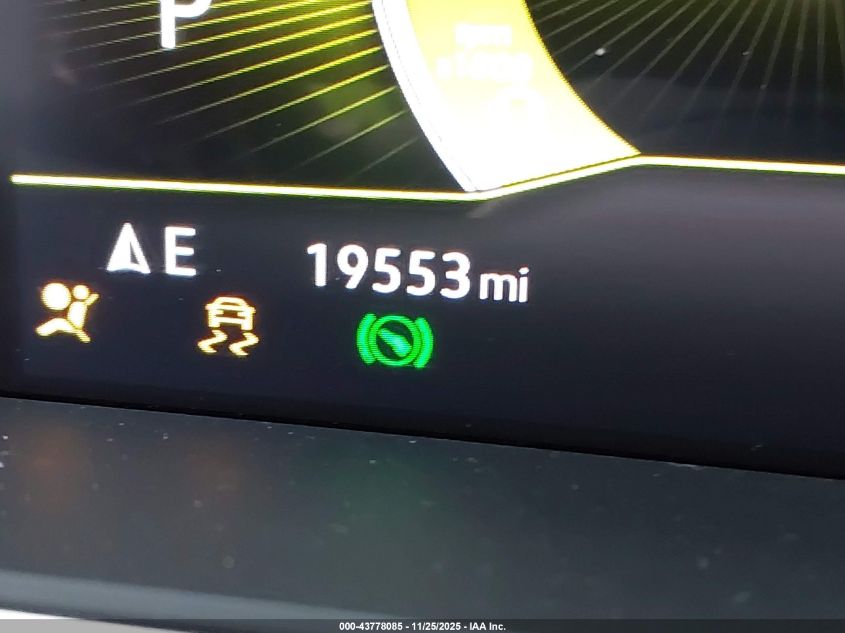 P
E
19553 mi
000-43778085 - 11/25/2025 - IAA Inc.